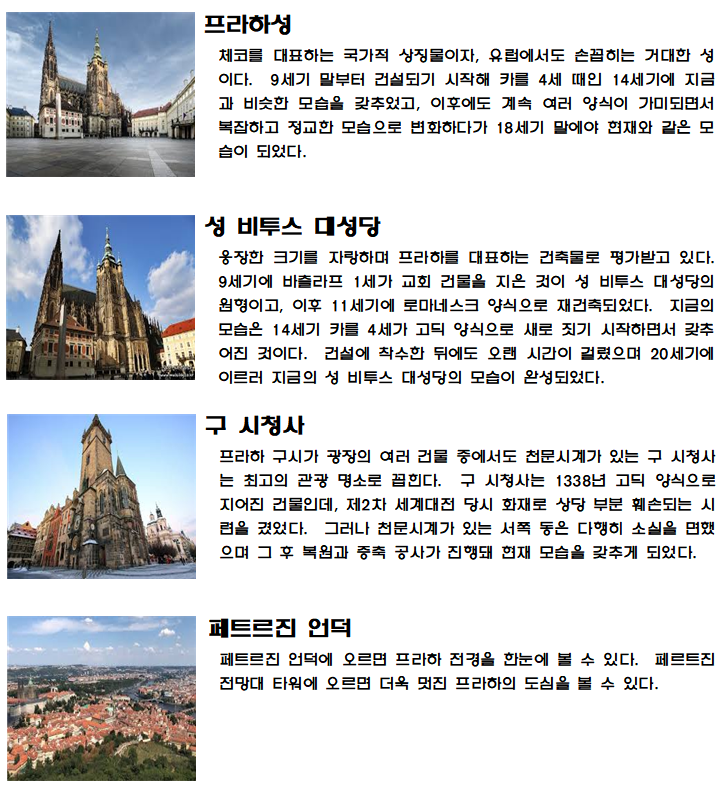 프라하성
체코를 대표하는 국가적 상징물이자, 유럽에서도 손꼽히는 거대한 성
이다. 9세기 말부터 건설되기 시작해 카를 4세 때인 14세기에 지금
과 비슷한 모습을 갖추었고, 이후에도 계속 여러 양식이 가미되면서
복잡하고 정교한 모습으로 변화하다가 18세기 말에야 현재와 같은 모
습이 되었다.
성 비투스 대성당
웅장한 크기를 자랑하며 프라하를 대표하는 건축물로 평가받고 있다.
9세기에 바츨라프 1세가 교회 건물을 지은 것이 성 비투스 대성당의
원형이고, 이후 11세기에 로마네스크 양식으로 재건축되었다. 지금의
모습은 14세기 카를 4세가 고딕 양식으로 새로 짓기 시작하면서 갖추
어진 것이다. 건설에 착수한 뒤에도 오랜 시간이 걸렸으며 20세기에
이르러 지금의 성 비투스 대성당의 모습이 완성되었다.
구 시청사
프라하 구시가 광장의 여러 건물 중에서도 천문시계가 있는 구 시청사
는 최고의 관광 명소로 꼽힌다. 구 시청사는 1338년 고딕 양식으로
지어진 건물인데, 제2차 세계대전 당시 화재로 상당 부분 훼손되는 시
련을 겪었다. 그러나 천문시계가 있는 서쪽 동은 다행히 소실을 면했
으며 그 후 복원과 증축 공사가 진행돼 현재 모습을 갖추게 되었다.
페트르진 언덕
페트르진 언덕에 오르면 프라하 전경을 한눈에 볼 수 있다. 페르트진
전망대 타워에 오르면 더욱 멋진 프라하의 도심을 볼 수 있다.